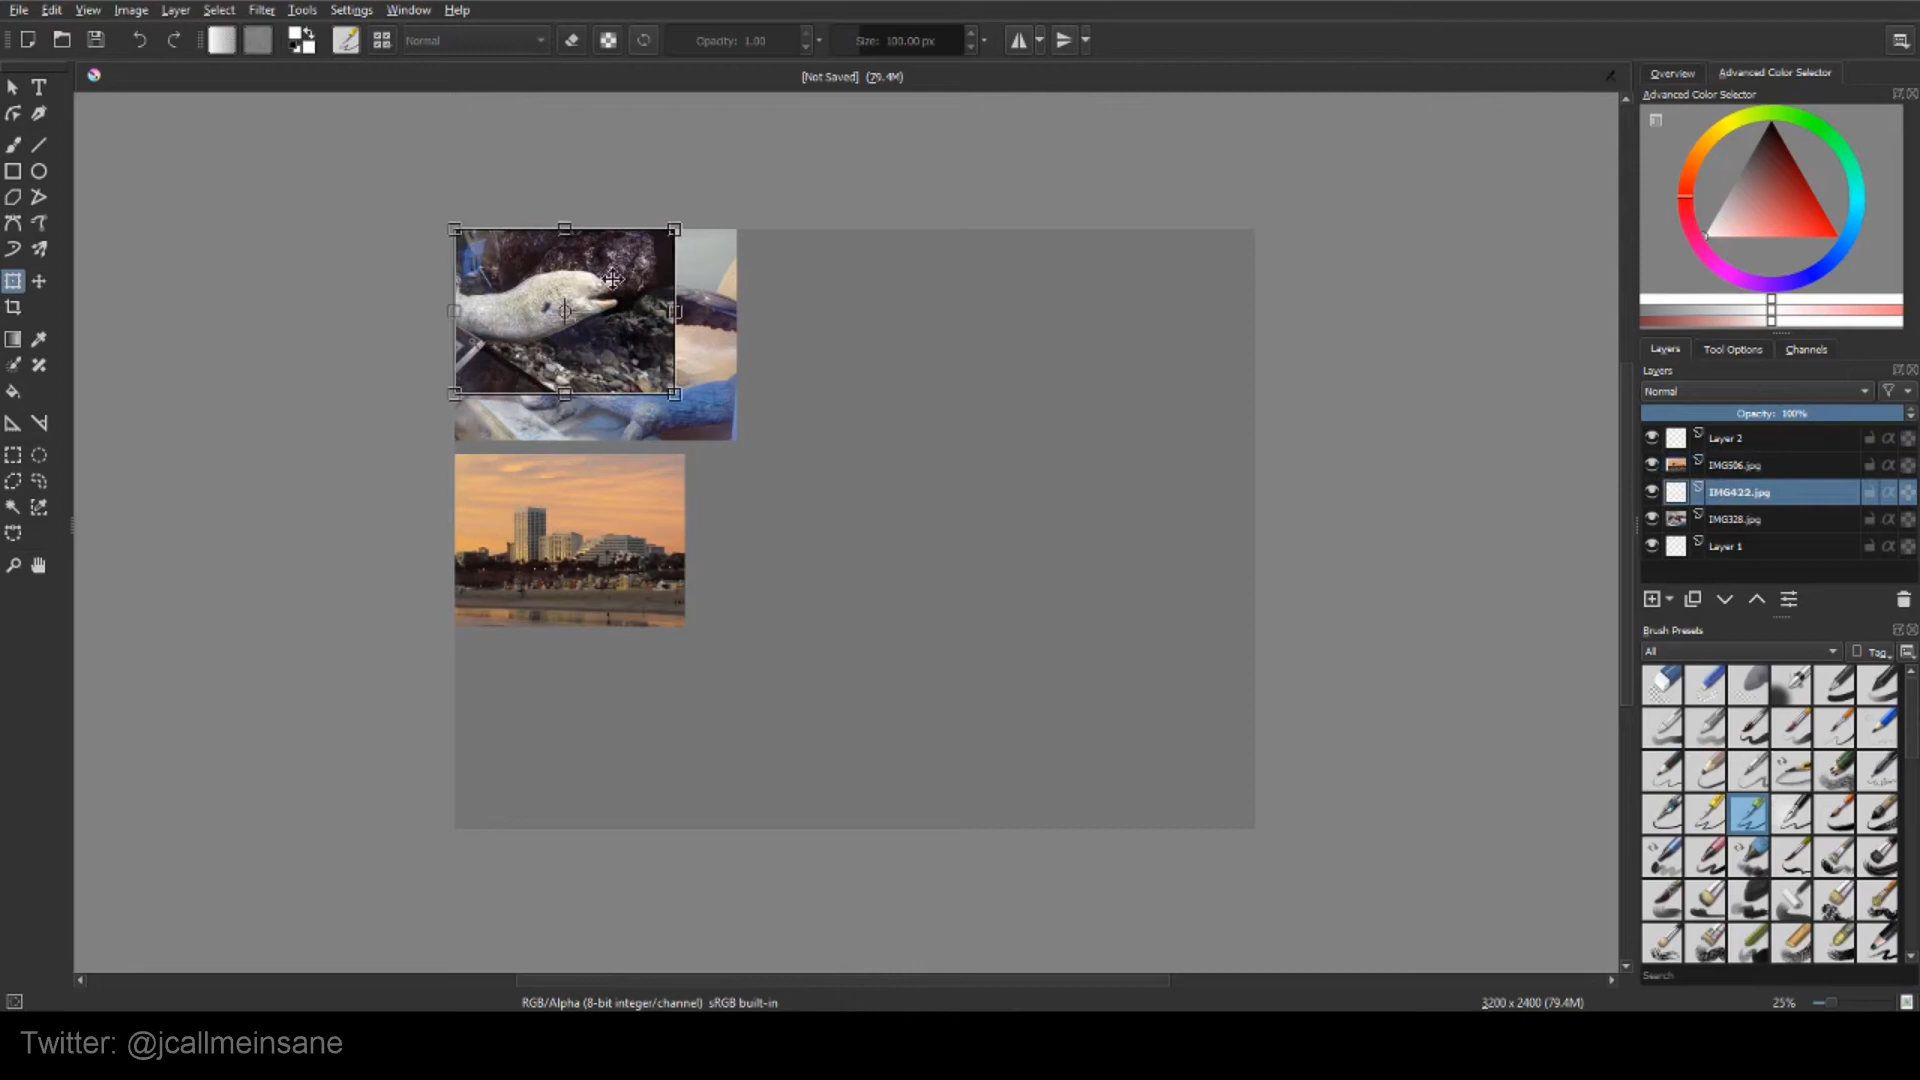 File Edit View Image Layer Select Filter Tools Settings Window Help
Normal
Opacity: 1.00
Size: 100.00 px
[Not Saved] (79.4M)
Overview
Advanced Color Selector
Advanced Color Selector
Layers
Tool Options
Channels
Layers
Normal
Opacity: 100%
Layer 2
IMG506.jpg
IMG422.jpg
IMG328.jpg
Layer 1
Brush Presets
All
Tag
Search
RGB/Alpha (8-bit integer/channel) sRGB built-in
3200 x 2400 (79.4M)
25%
Twitter: @jcallmeinsane